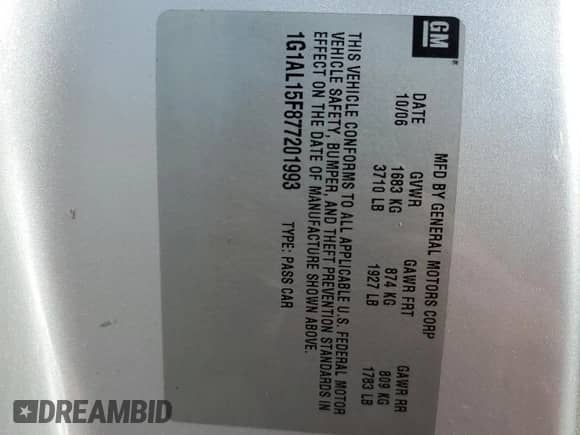 GM
MFD BY GENERAL MOTORS CORP
DATE GVWR GAWR FRT GAWR RR
10/06 1683 KG 874 KG 809 KG
3710 LB 1927 LB 1783 LB
THIS VEHICLE CONFORMS TO ALL APPLICABLE U.S. FEDERAL MOTOR
VEHICLE SAFETY, BUMPER, AND THEFT PREVENTION STANDARDS IN
EFFECT ON THE DATE OF MANUFACTURE SHOWN ABOVE.
1G1AL15F877201993 TYPE: PASS CAR
DREAMBID